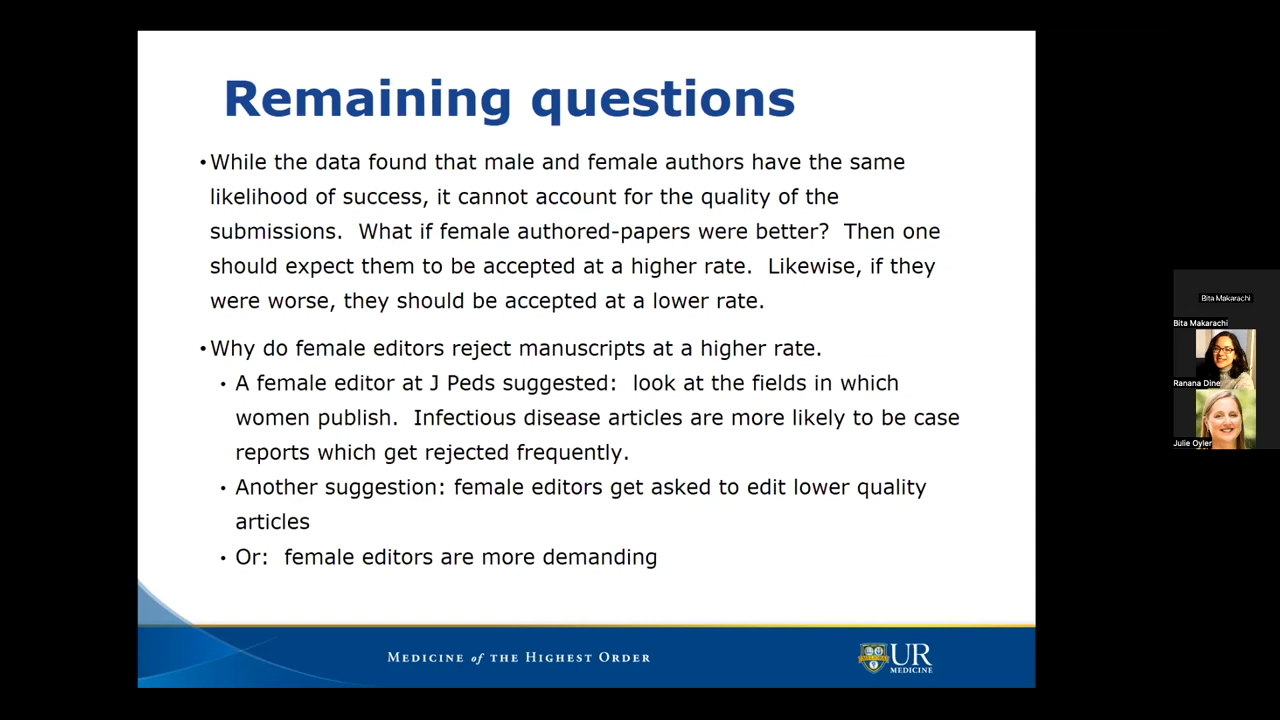 Remaining questions
•While the data found that male and female authors have the same
likelihood of success, it cannot account for the quality of the
submissions.  What if female authored-papers were better?  Then one
should expect them to be accepted at a higher rate.  Likewise, if they
were worse, they should be accepted at a lower rate.
•Why do female editors reject manuscripts at a higher rate.
• A female editor at J Peds suggested:  look at the fields in which
women publish.  Infectious disease articles are more likely to be case
reports which get rejected frequently.
• Another suggestion: female editors get asked to edit lower quality
articles
• Or:  female editors are more demanding
MEDICINE of THE HIGHEST ORDER
UR
MEDICINE
Bita Makarachi
Bita Makarachi
Ranana Dine
Julie Oyler